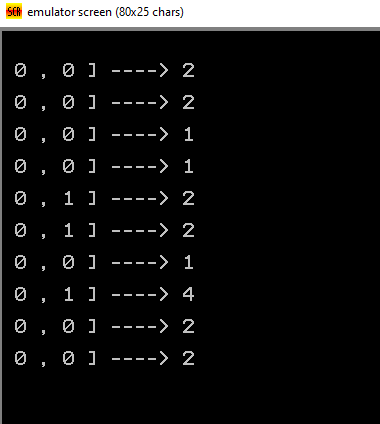 SCR emulator screen (80x25 chars)
0 , 0 ] ----> 2
0 , 0 ] ----> 2
0 , 0 ] ----> 1
0 , 0 ] ----> 1
0 , 1 ] ----> 2
0 , 1 ] ----> 2
0 , 0 ] ----> 1
0 , 1 ] ----> 4
0 , 0 ] ----> 2
0 , 0 ] ----> 2